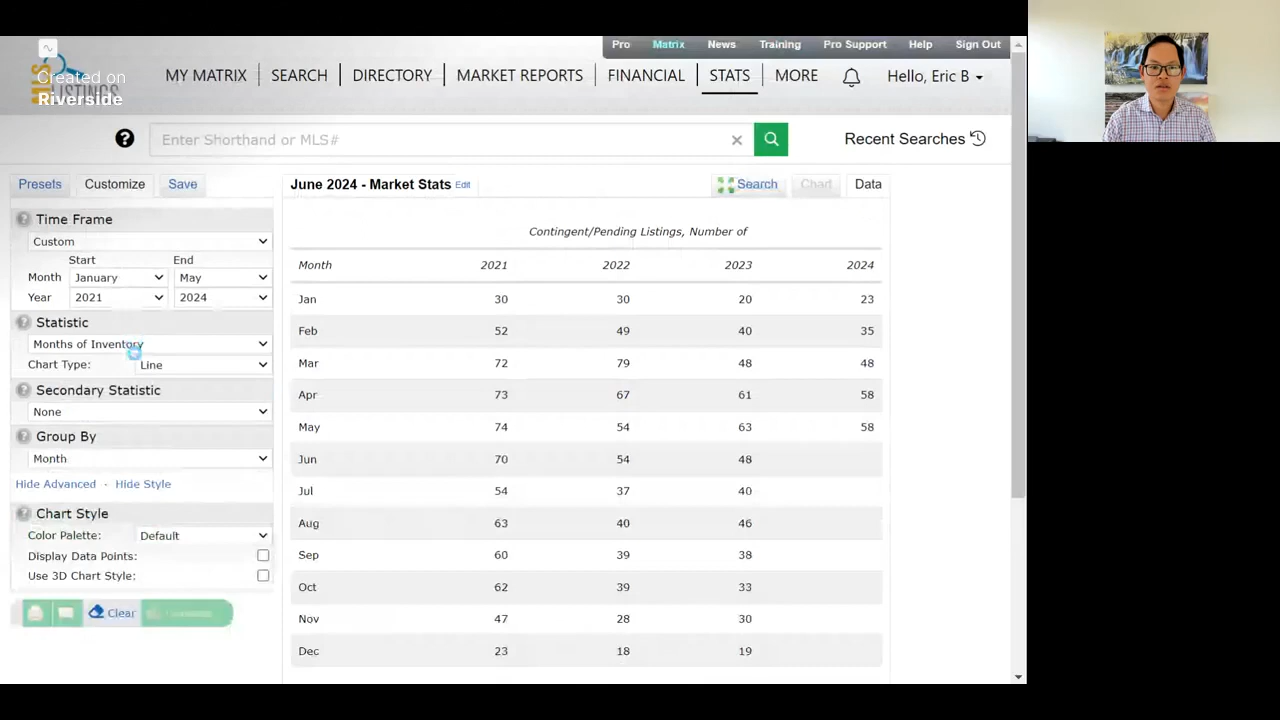 Pro Matrix News Training Pro Support Help Sign Out
Created on
Riverside
LISTINGS
MY MATRIX SEARCH DIRECTORY MARKET REPORTS FINANCIAL STATS MORE Hello, Eric B
? Enter Shorthand or MLS# Recent Searches
Presets Customize Save
June 2024 - Market Stats Edit Search Chart Data
? Time Frame
Custom
Start End
Month January May
Year 2021 2024
? Statistic
Months of Inventory
Chart Type: Line
? Secondary Statistic
None
? Group By
Month
Hide Advanced - Hide Style
? Chart Style
Color Palette: Default
Display Data Points:
Use 3D Chart Style:
Clear
Contingent/Pending Listings, Number of
Month 2021 2022 2023 2024
Jan 30 30 20 23
Feb 52 49 40 35
Mar 72 79 48 48
Apr 73 67 61 58
May 74 54 63 58
Jun 70 54 48
Jul 54 37 40
Aug 63 40 46
Sep 60 39 38
Oct 62 39 33
Nov 47 28 30
Dec 23 18 19